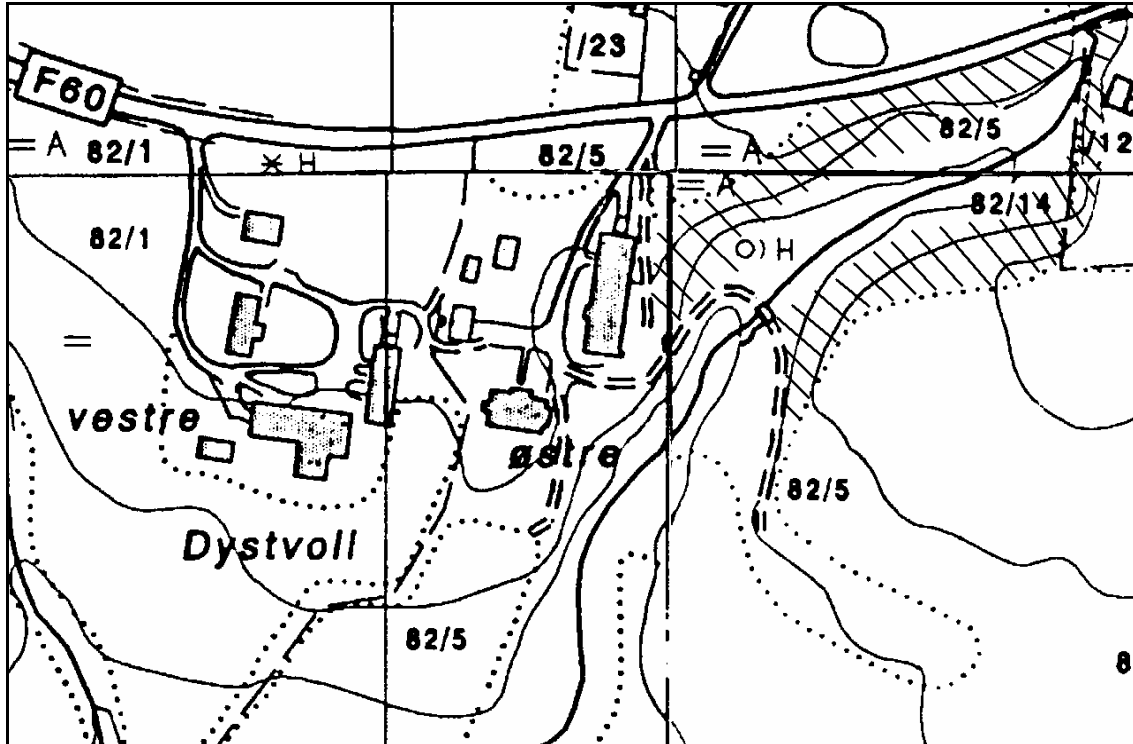 /23
F60
= A
82/1
* H
82/5
= A
82/5
/12
= A
82/1
82/14
O) H
=
vestre
østre
82/5
Dystvoll
82/5
8